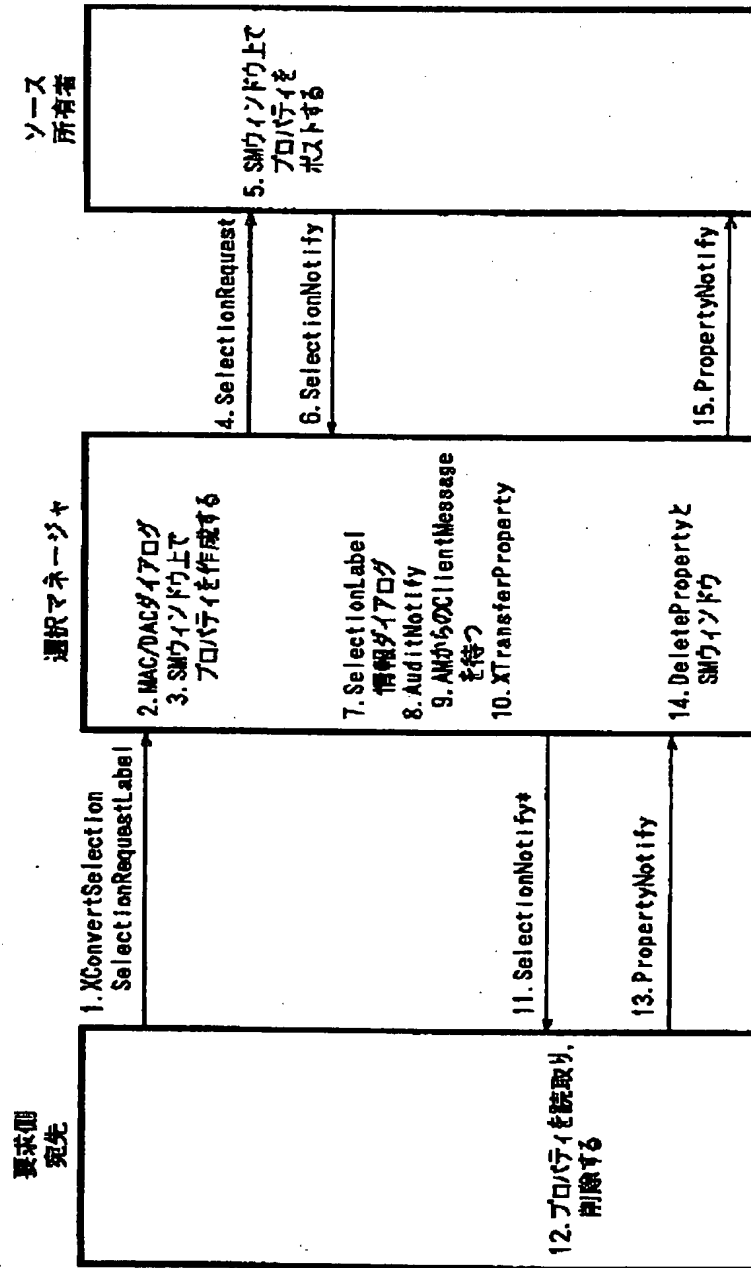 要求側
宛先
選択マネージャ
ソース
所有者
1.XConvertSelection
SelectionRequestLabel
2.MAC/DACダイアログ
3.SMウィンドウ上で
プロパティを作成する
4.SelectionRequest
5.SMウィンドウ上で
プロパティを
ポストする
6.SelectionNotify
7.SelectionLabel
情報ダイアログ
8.AuditNotify
9.AMからのClientMessage
を待つ
10.XTransferProperty
11.SelectionNotify*
12.プロパティを読取り,
削除する
13.PropertyNotify
14.DeletePropertyと
SMウィンドウ
15.PropertyNotify